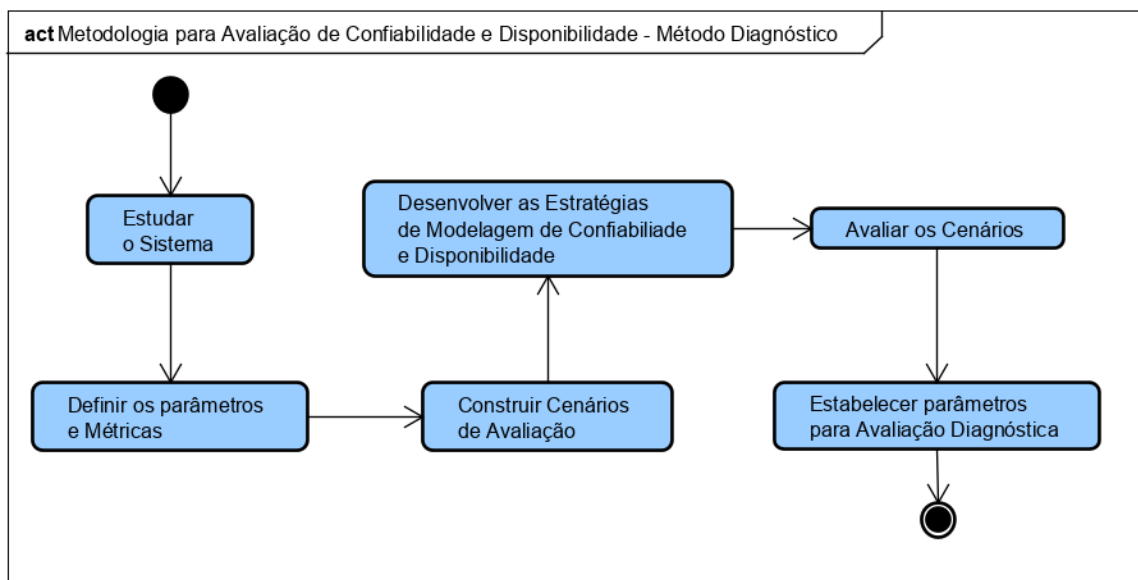 act Metodologia para Avaliação de Confiabilidade e Disponibilidade - Método Diagnóstico
Estudar
o Sistema
Definir os parâmetros
e Métricas
Construir Cenários
de Avaliação
Desenvolver as Estratégias
de Modelagem de Confiabiliade
e Disponibilidade
Avaliar os Cenários
Estabelecer parâmetros
para Avaliação Diagnóstica